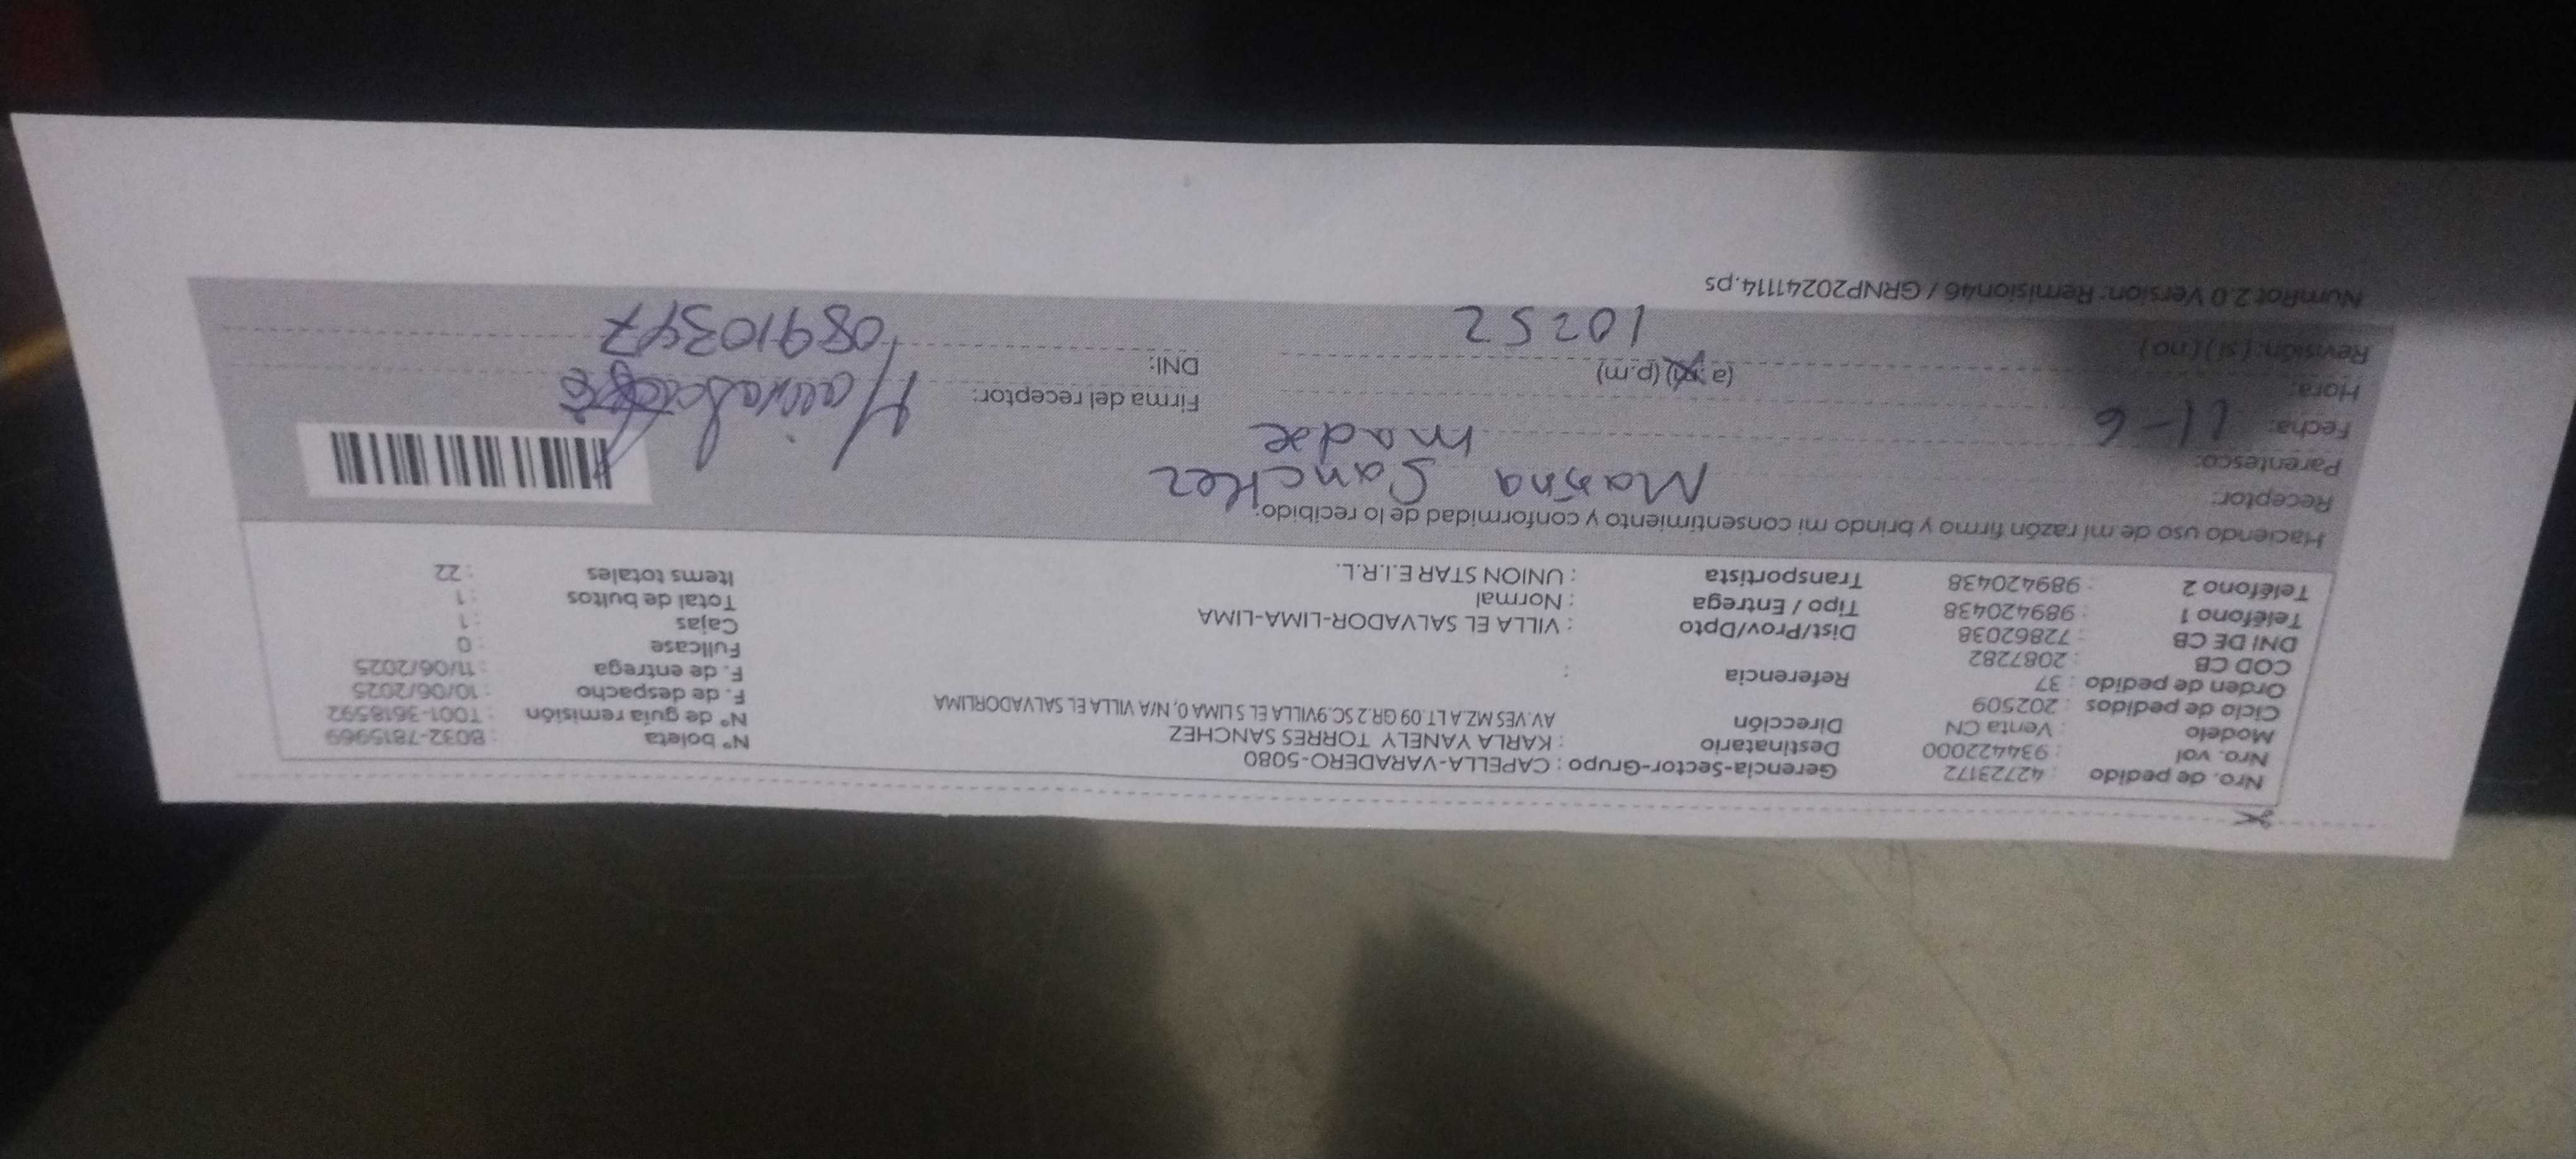 Nro. de pedido : 42723172 Gerencia-Sector-Grupo : CAPELLA-VARADERO-5080
Nro. vol : 93442200 Destinatario : KARLA YANELY TORRES SANCHEZ Nº boleta : B032-7815969
Modelo : Venta CN Dirección AV.VES MZ A LT.09 GR.2 SC.9VILLA EL S LIMA 0, N/A VILLA EL SALVADORLIMA Nº de guía remisión : T001-3618592
Ciclo de pedidos : 202509 F. de despacho : 10/06/2025
Orden de pedido : 37 Referencia : F. de entrega : 11/06/2025
COD CB : 2087282 Fullcase : 0
DNI DE CB : 72862038 Dist/Prov/Dpto : VILLA EL SALVADOR-LIMA-LIMA Cajas : 1
Teléfono 1 : 989420438 Tipo / Entrega : Normal Total de bultos : 1
Teléfono 2 : 989420438 Transportista : UNION STAR E.I.R.L. Items totales : 22
Haciendo uso de mi razón firmo y brindo mi consentimiento y conformidad de lo recibido:
Receptor: Marina Sanchez
Parentesco: madre
Fecha: 11-6 Firma del receptor:
Hora: 10:52 (a.m) (p.m) DNI: 08910347
Revisión: (si) (no)
NumRot 2.0 Version: Remision46 / GRNP20241114.ps